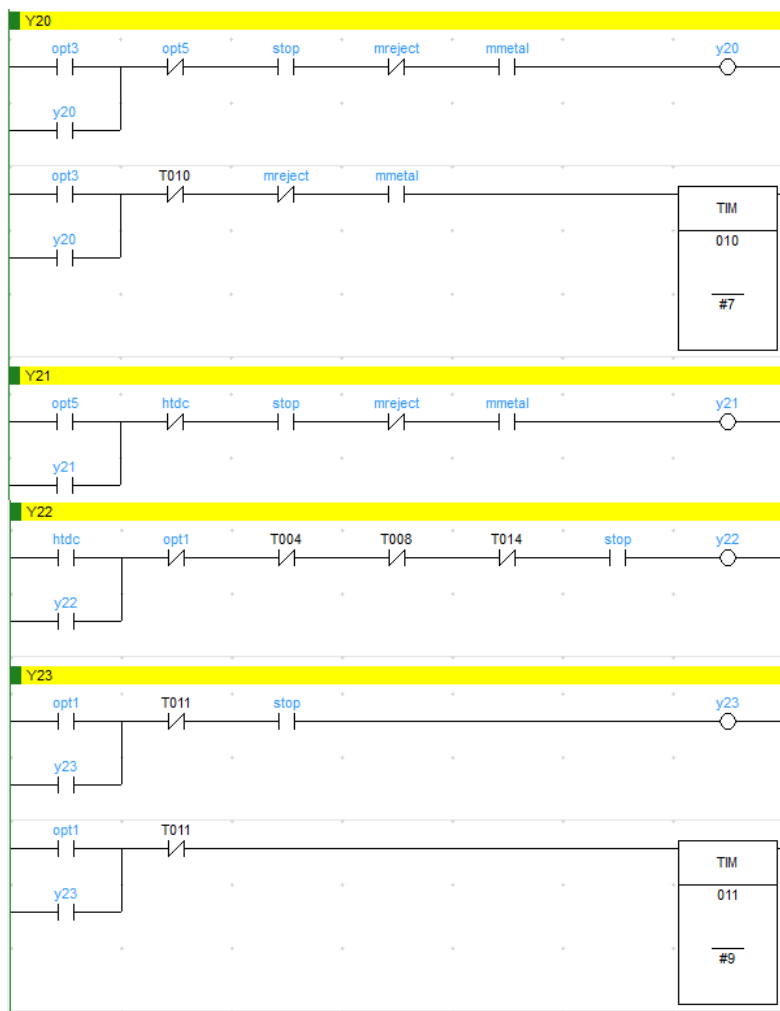 Y20
opt3 opt5 stop mreject mmetal y20
y20
opt3 T010 mreject mmetal
TIM
y20
010
#7
Y21
opt5 htdc stop mreject mmetal y21
y21
Y22
htdc opt1 T004 T008 T014 stop y22
y22
Y23
opt1 T011 stop y23
y23
opt1 T011
TIM
y23
011
#9